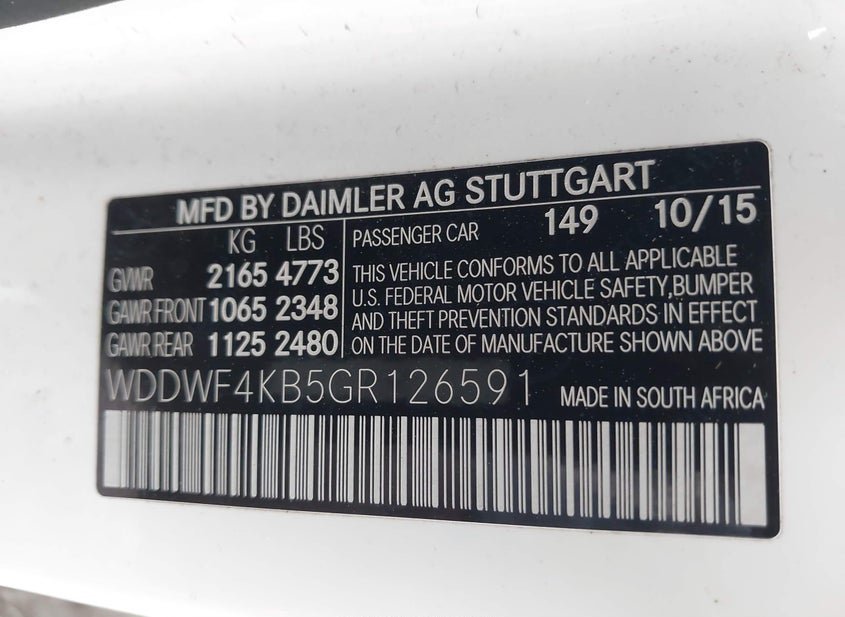 MFD BY DAIMLER AG STUTTGART
KG LBS
GVWR 2165 4773
GAWR FRONT 1065 2348
GAWR REAR 1125 2480
PASSENGER CAR 149 10/15
THIS VEHICLE CONFORMS TO ALL APPLICABLE
U.S. FEDERAL MOTOR VEHICLE SAFETY,BUMPER
AND THEFT PREVENTION STANDARDS IN EFFECT
ON THE DATE OF MANUFACTURE SHOWN ABOVE
WDDWF4KB5GR126591 MADE IN SOUTH AFRICA